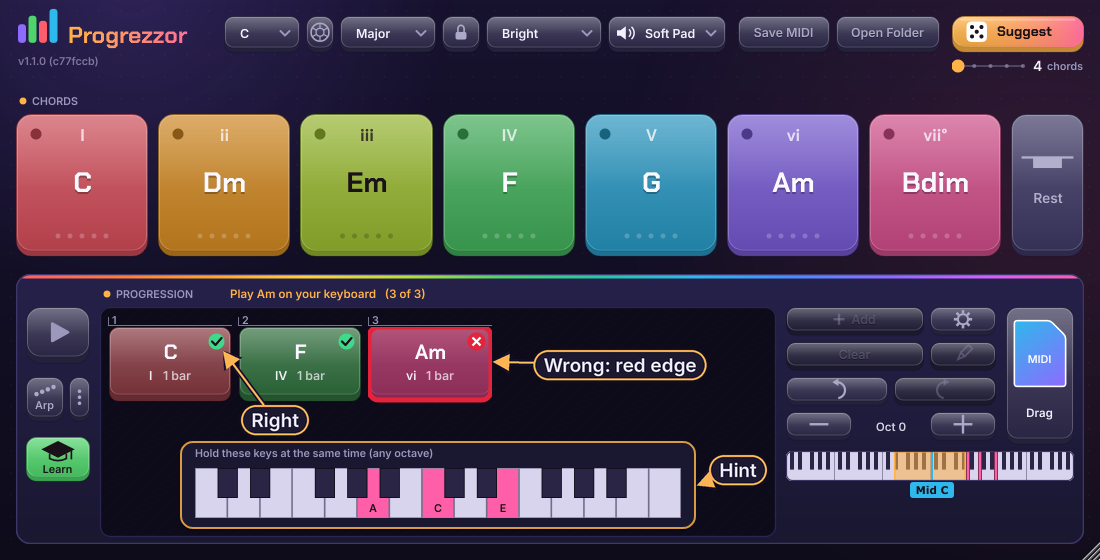 Progrezzor
v1.1.0 (c77fccb)
C
Major
Bright
Soft Pad
Save MIDI
Open Folder
Suggest
4 chords
CHORDS
I
C
ii
Dm
iii
Em
IV
F
V
G
vi
Am
vii°
Bdim
Rest
PROGRESSION
Play Am on your keyboard (3 of 3)
1
C
I 1 bar
2
F
IV 1 bar
3
Am
vi 1 bar
Wrong: red edge
Right
Arp
Learn
Hold these keys at the same time (any octave)
A
C
E
Hint
+ Add
Clear
Oct 0
MIDI
Drag
Mid C